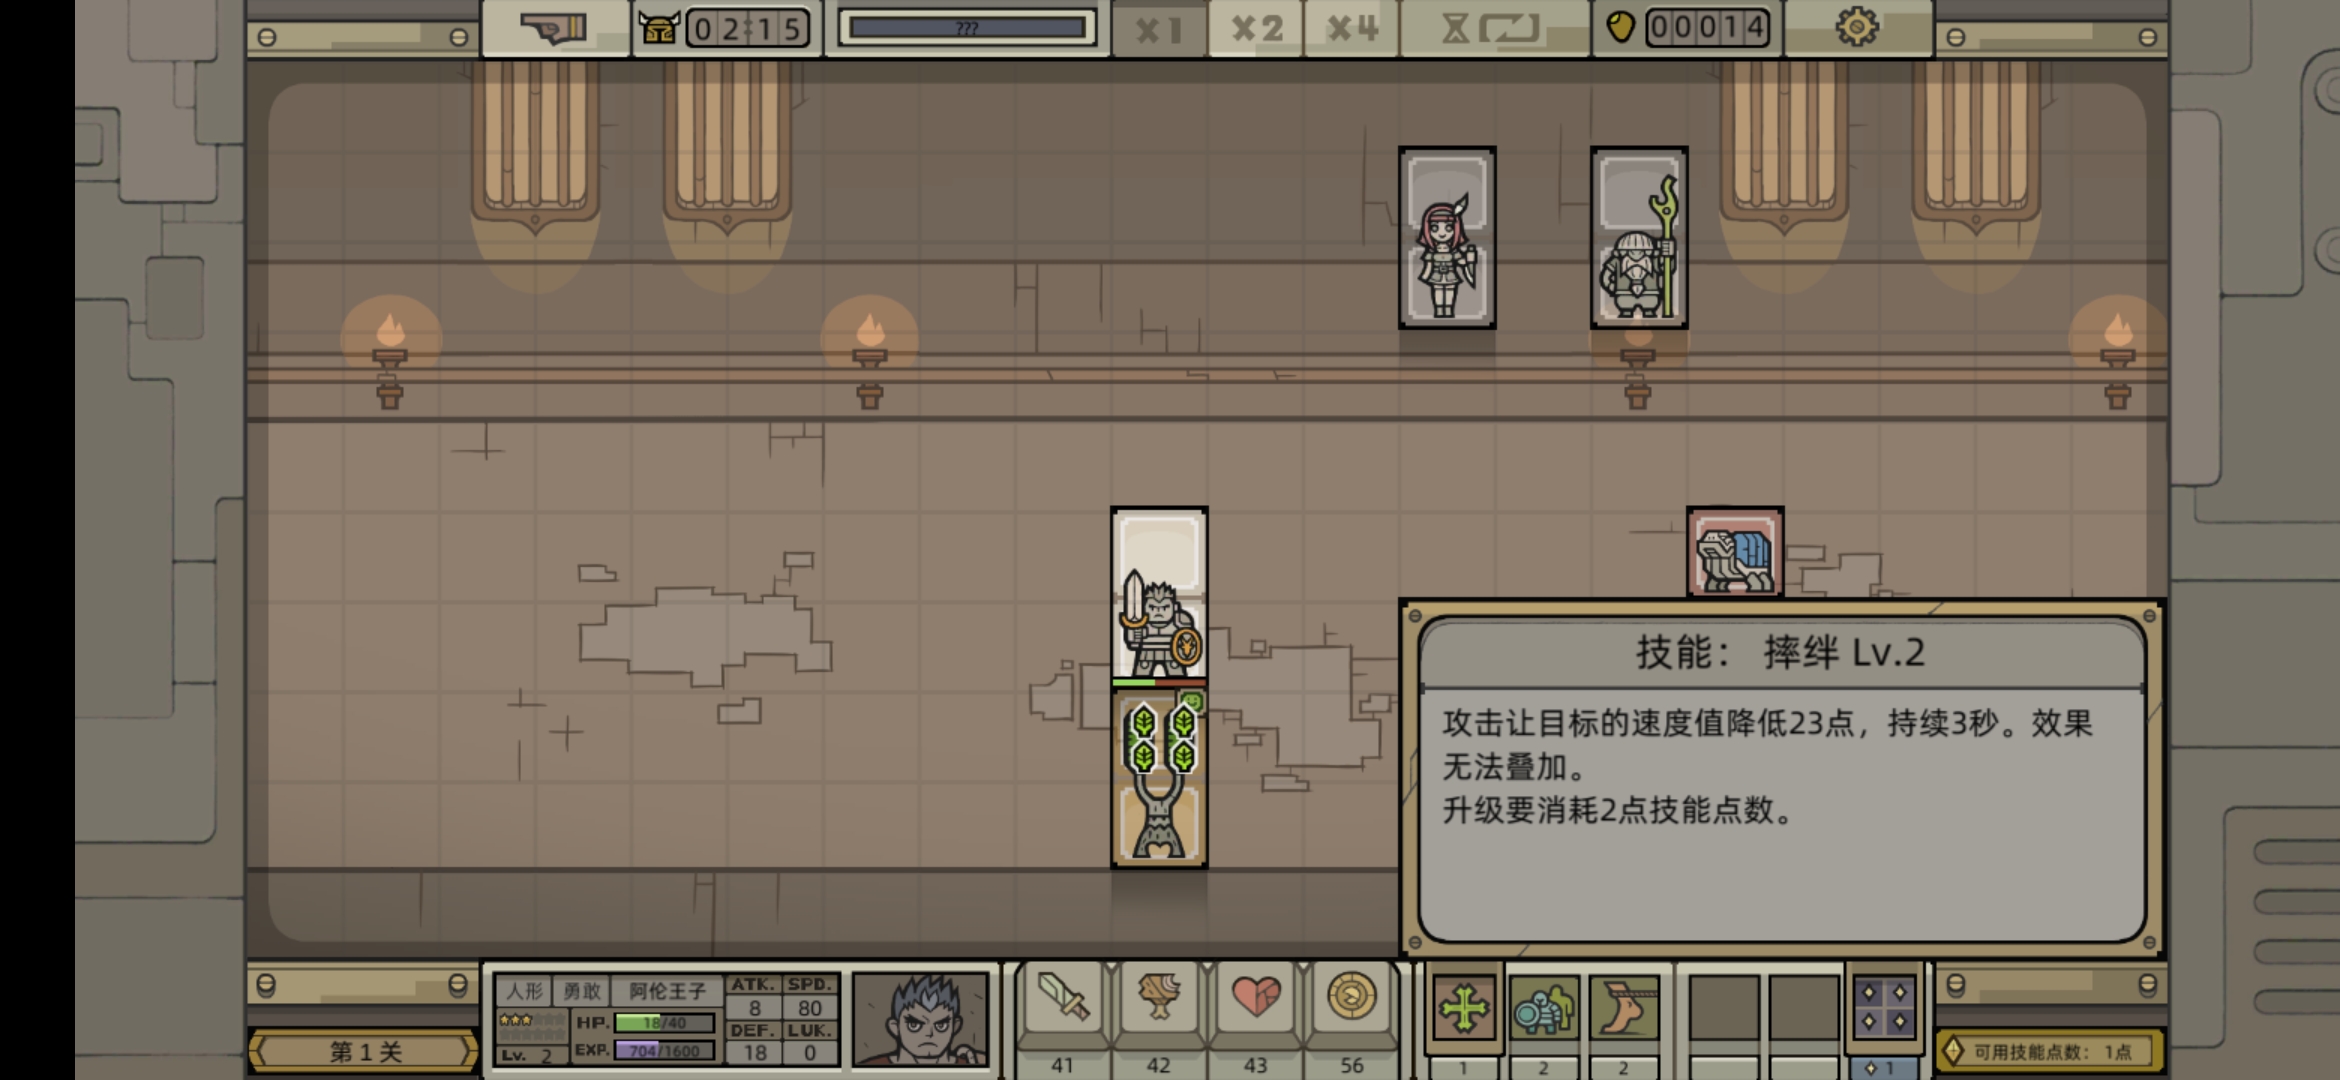 02:15
???
×1
×2
×4
00014
技能： 摔绊 Lv.2
攻击让目标的速度值降低23点，持续3秒。效果
无法叠加。
升级要消耗2点技能点数。
人形 勇敢 阿伦王子
ATK. SPD.
8 80
HP. 18/40
DEF. LUK.
Lv. 2
EXP. 704/1600
18 0
41 42 43 56
1 2 2 1
第 1 关
可用技能点数： 1点